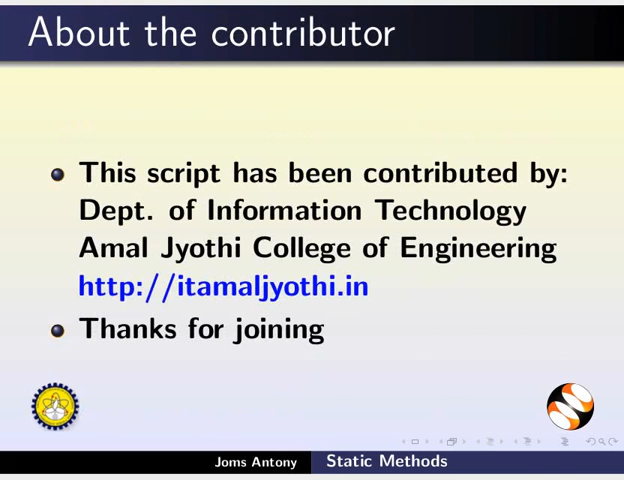 About the contributor
This script has been contributed by:
Dept. of Information Technology
Amal Jyothi College of Engineering
http://itamaljyothi.in
Thanks for joining
Joms Antony Static Methods